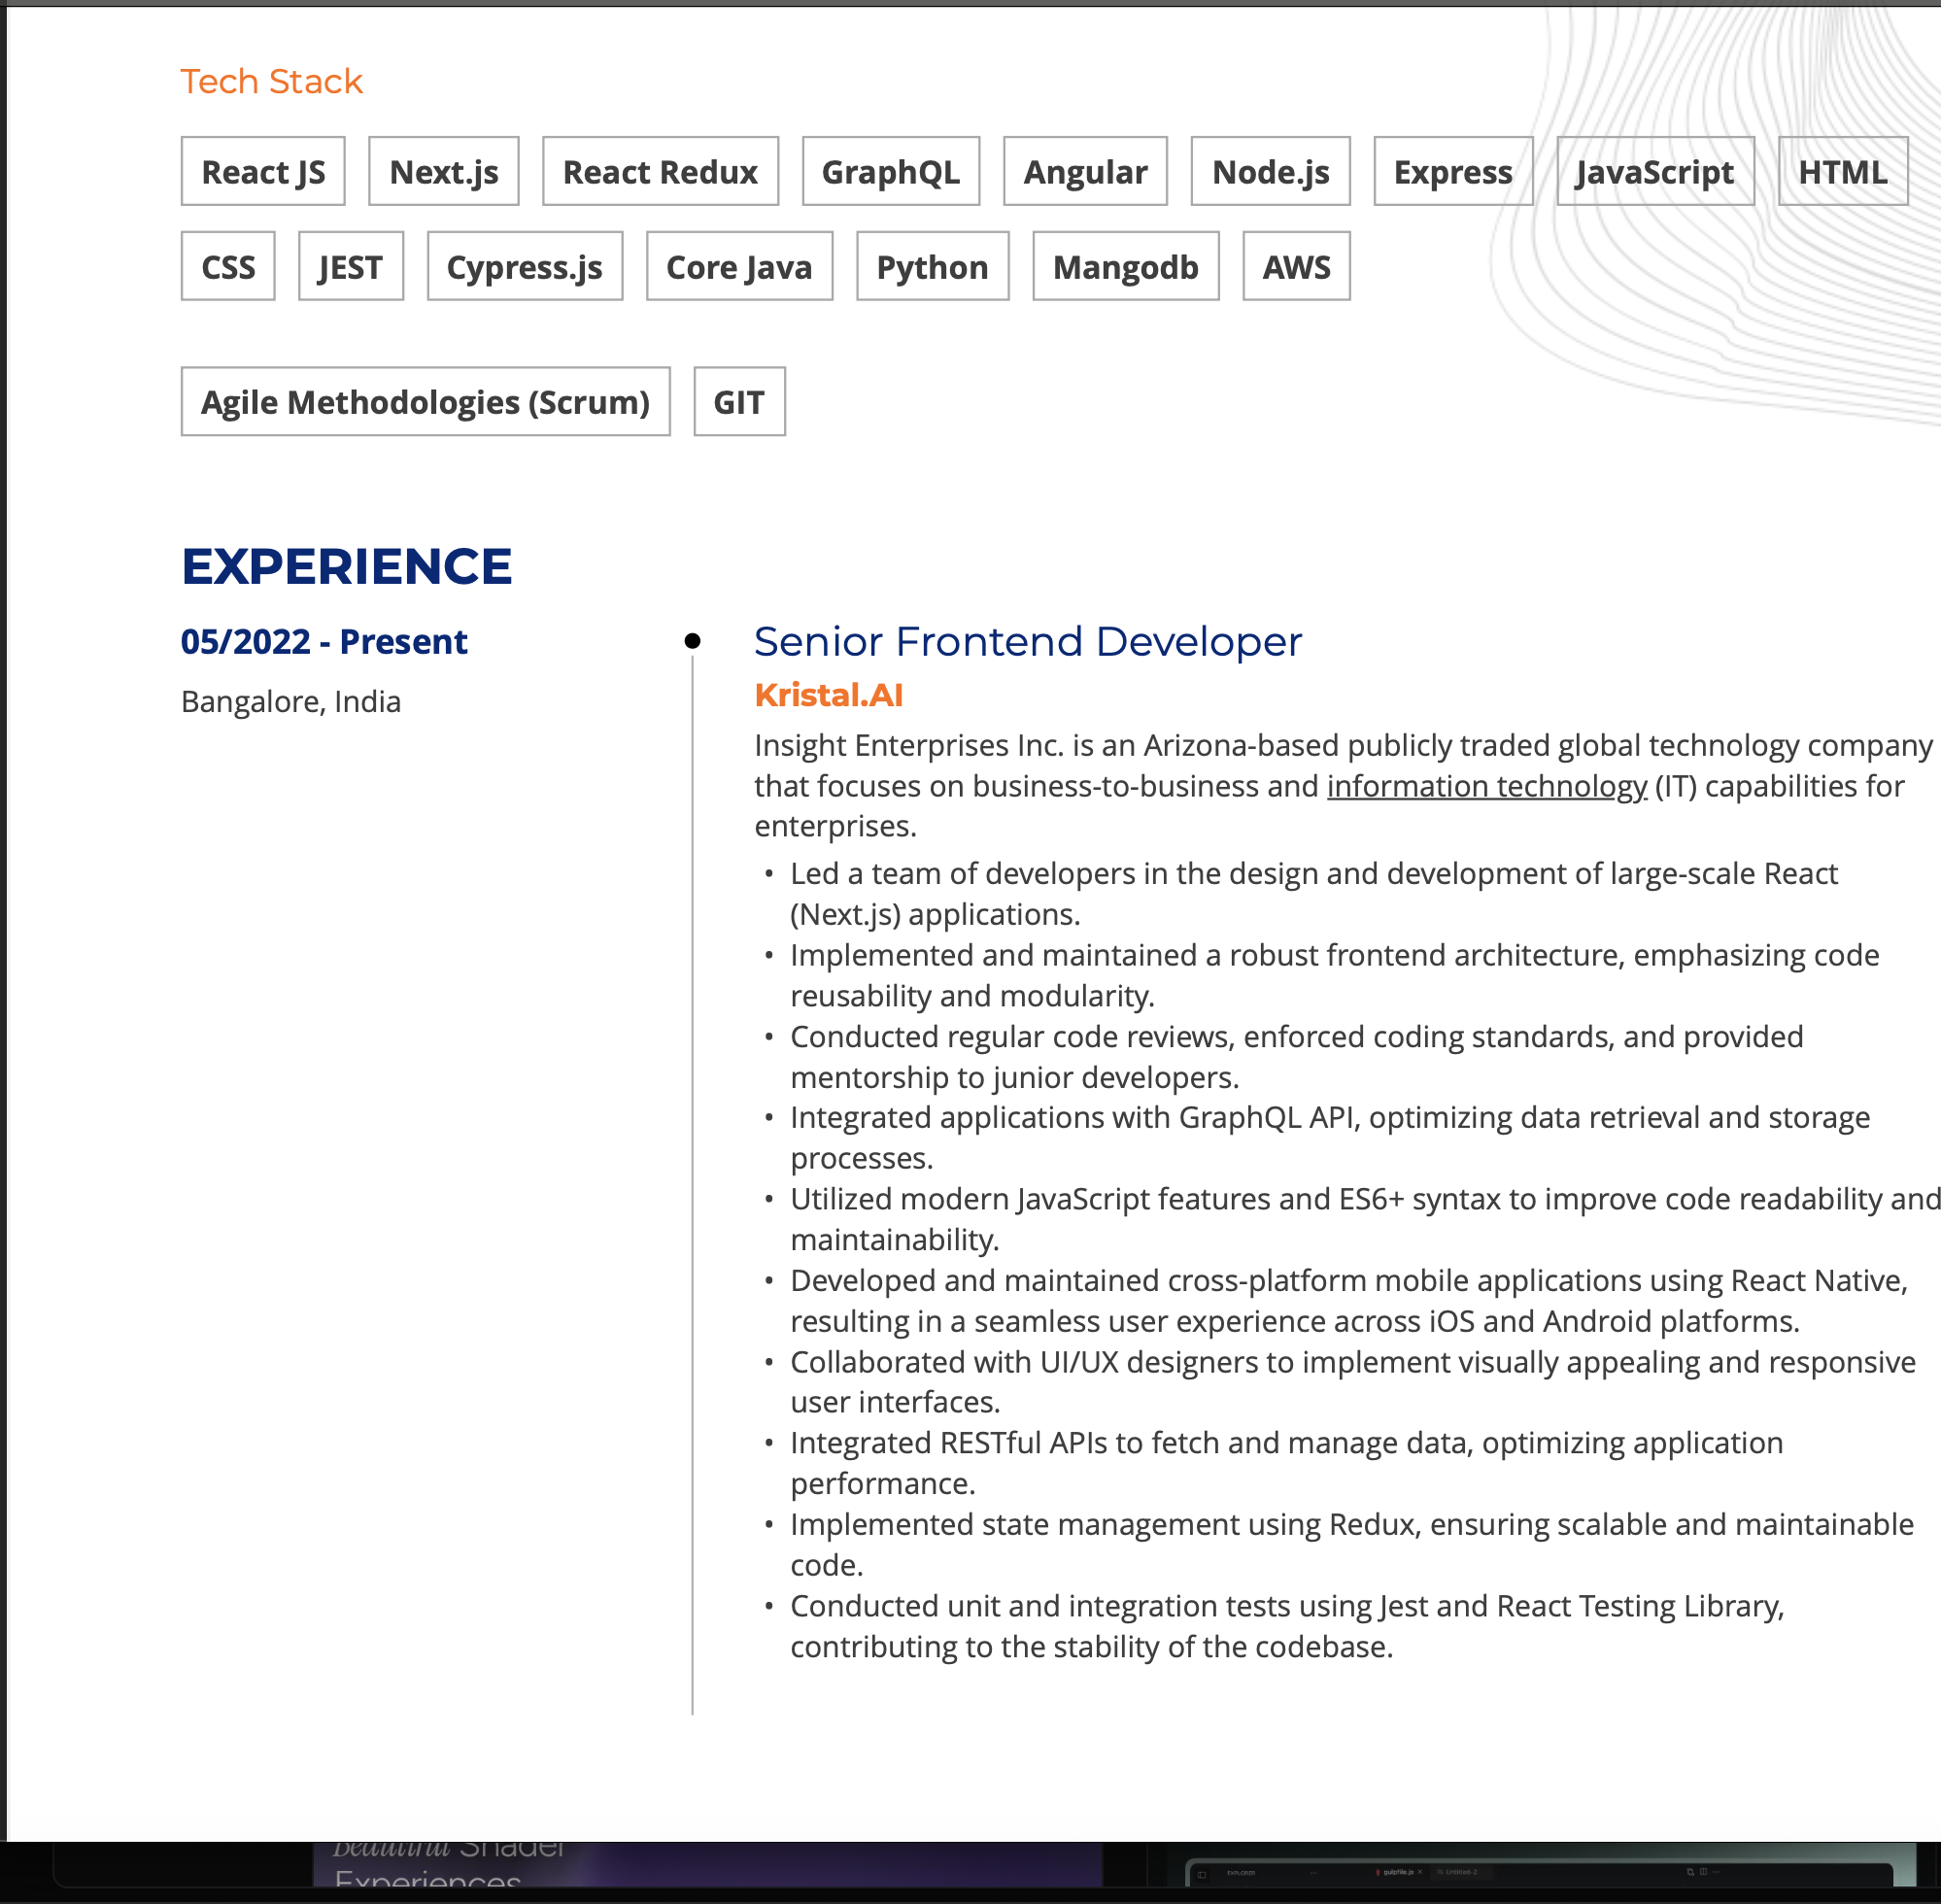 Tech Stack
React JS Next.js React Redux GraphQL Angular Node.js Express JavaScript HTML
CSS JEST Cypress.js Core Java Python Mangodb AWS
Agile Methodologies (Scrum) GIT
EXPERIENCE
05/2022 - Present
Bangalore, India
Senior Frontend Developer
Kristal.AI
Insight Enterprises Inc. is an Arizona-based publicly traded global technology company
that focuses on business-to-business and information technology (IT) capabilities for
enterprises.
• Led a team of developers in the design and development of large-scale React
(Next.js) applications.
• Implemented and maintained a robust frontend architecture, emphasizing code
reusability and modularity.
• Conducted regular code reviews, enforced coding standards, and provided
mentorship to junior developers.
• Integrated applications with GraphQL API, optimizing data retrieval and storage
processes.
• Utilized modern JavaScript features and ES6+ syntax to improve code readability and
maintainability.
• Developed and maintained cross-platform mobile applications using React Native,
resulting in a seamless user experience across iOS and Android platforms.
• Collaborated with UI/UX designers to implement visually appealing and responsive
user interfaces.
• Integrated RESTful APIs to fetch and manage data, optimizing application
performance.
• Implemented state management using Redux, ensuring scalable and maintainable
code.
• Conducted unit and integration tests using Jest and React Testing Library,
contributing to the stability of the codebase.
Beautiful Shader
Experiences
gulpfile.js Untitled-2